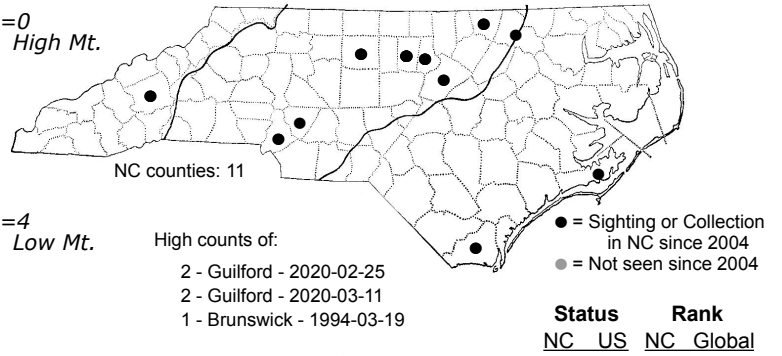 =0
High Mt.
NC counties: 11
=4
Low Mt.
High counts of:
2 - Guilford - 2020-02-25
2 - Guilford - 2020-03-11
1 - Brunswick - 1994-03-19
● = Sighting or Collection
in NC since 2004
● = Not seen since 2004
Status Rank
NC US NC Global